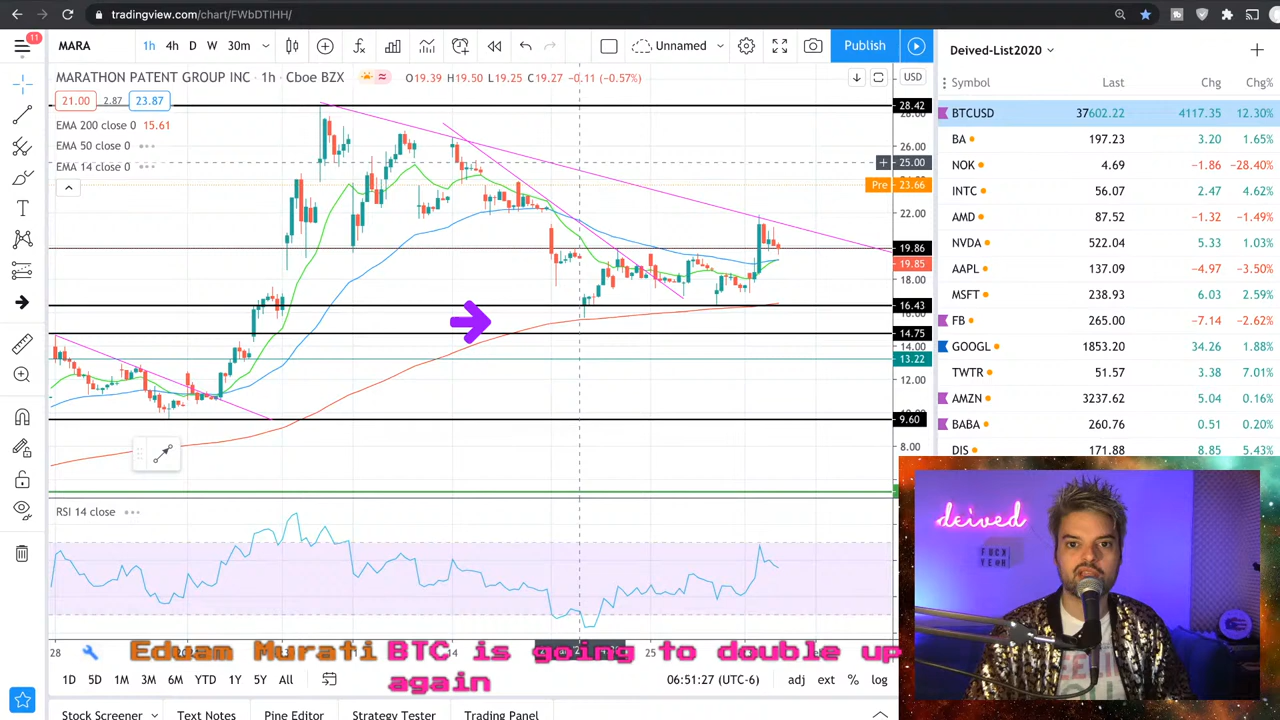 tradingview.com/chart/FWbDTIHH/
11
MARA
1h 4h D W 30m
Unnamed
Publish
Deived-List2020
MARATHON PATENT GROUP INC · 1h · Cboe BZX
O19.39 H19.50 L19.25 C19.27 −0.11 (−0.57%)
USD
21.00 2.87 23.87
EMA 200 close 0 15.61
EMA 50 close 0
EMA 14 close 0
28.42
28.00
26.00
25.00
Pre 23.66
22.00
19.86
19.85
18.00
16.43
16.00
14.75
14.00
13.22
12.00
9.60
8.00
RSI 14 close
Symbol Last Chg Chg%
BTCUSD 37602.22 4117.35 12.30%
BA 197.23 3.20 1.65%
NOK 4.69 −1.86 −28.40%
INTC 56.07 2.47 4.62%
AMD 87.52 −1.32 −1.49%
NVDA 522.04 5.33 1.03%
AAPL 137.09 −4.97 −3.50%
MSFT 238.93 6.03 2.59%
FB 265.00 −7.14 −2.62%
GOOGL 1853.20 34.26 1.88%
TWTR 51.57 3.38 7.01%
AMZN 3237.62 5.04 0.16%
BABA 260.76 0.51 0.20%
DIS 171.88 8.85 5.43%
deived
FUCK
YEAH
28 14 25
Edom Murati BTC is going to double up
again
1D 5D 1M 3M 6M YTD 1Y 5Y All
06:51:27 (UTC-6) adj ext % log
Stock Screener Text Notes Pine Editor Strategy Tester Trading Panel